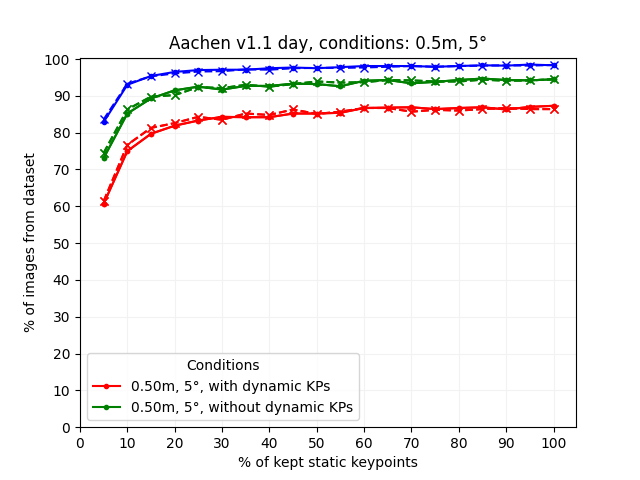 Aachen v1.1 day, conditions: 0.5m, 5°
% of images from dataset
100
90
80
70
60
50
40
30
20
10
0
Conditions
0.50m, 5°, with dynamic KPs
0.50m, 5°, without dynamic KPs
0 10 20 30 40 50 60 70 80 90 100
% of kept static keypoints